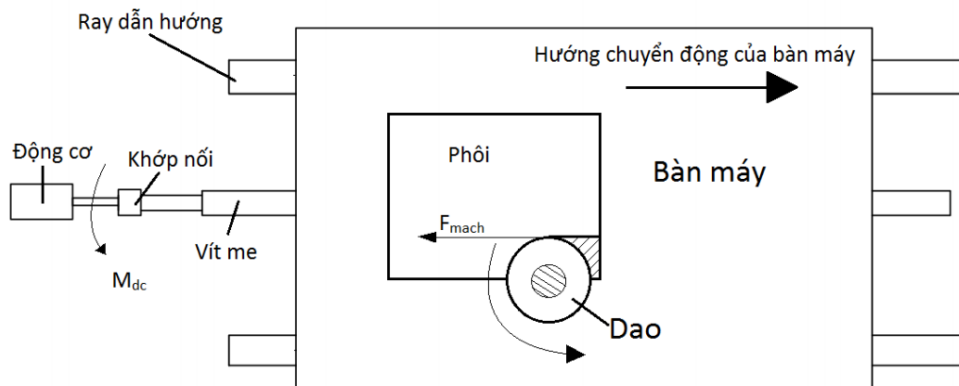 Ray dẫn hướng
Hướng chuyển động của bàn máy
Động cơ
Khớp nối
Phôi
Bàn máy
Fmach
Vít me
Mdc
Dao